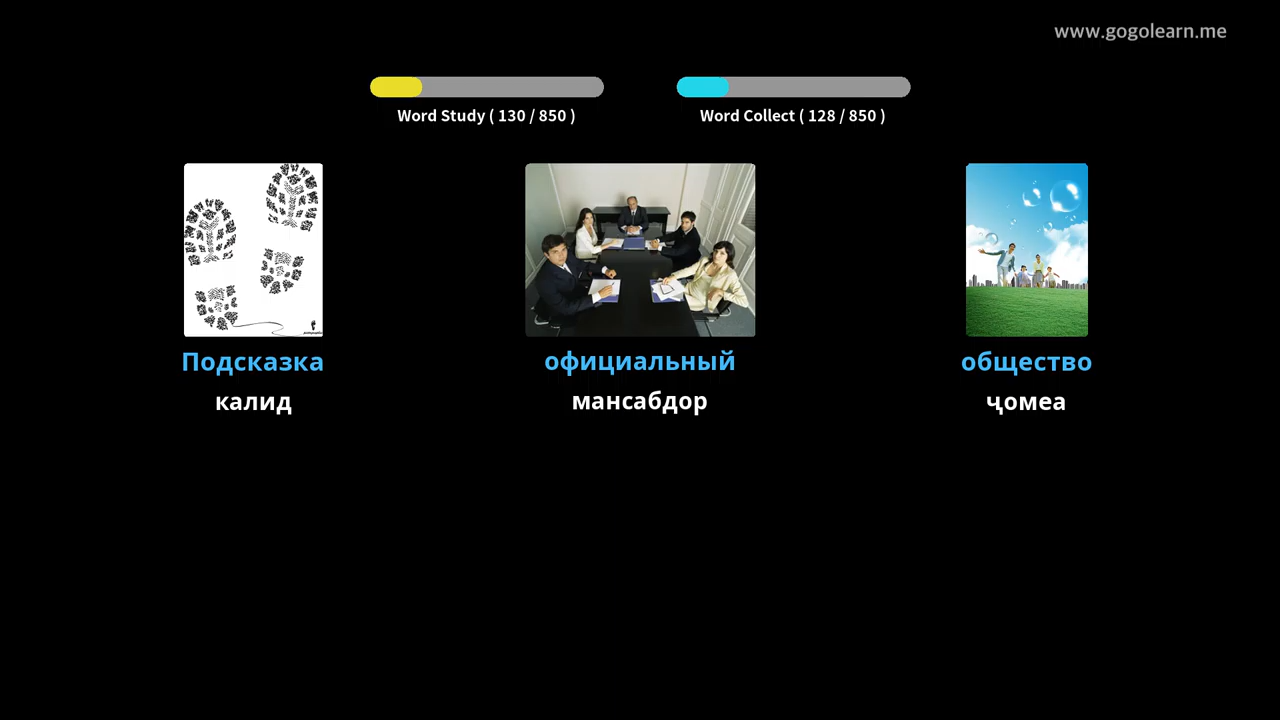 www.gogolearn.me
Word Study ( 130 / 850 )
Word Collect ( 128 / 850 )
Подсказка
калид
официальный
мансабдор
общество
ҷомеа